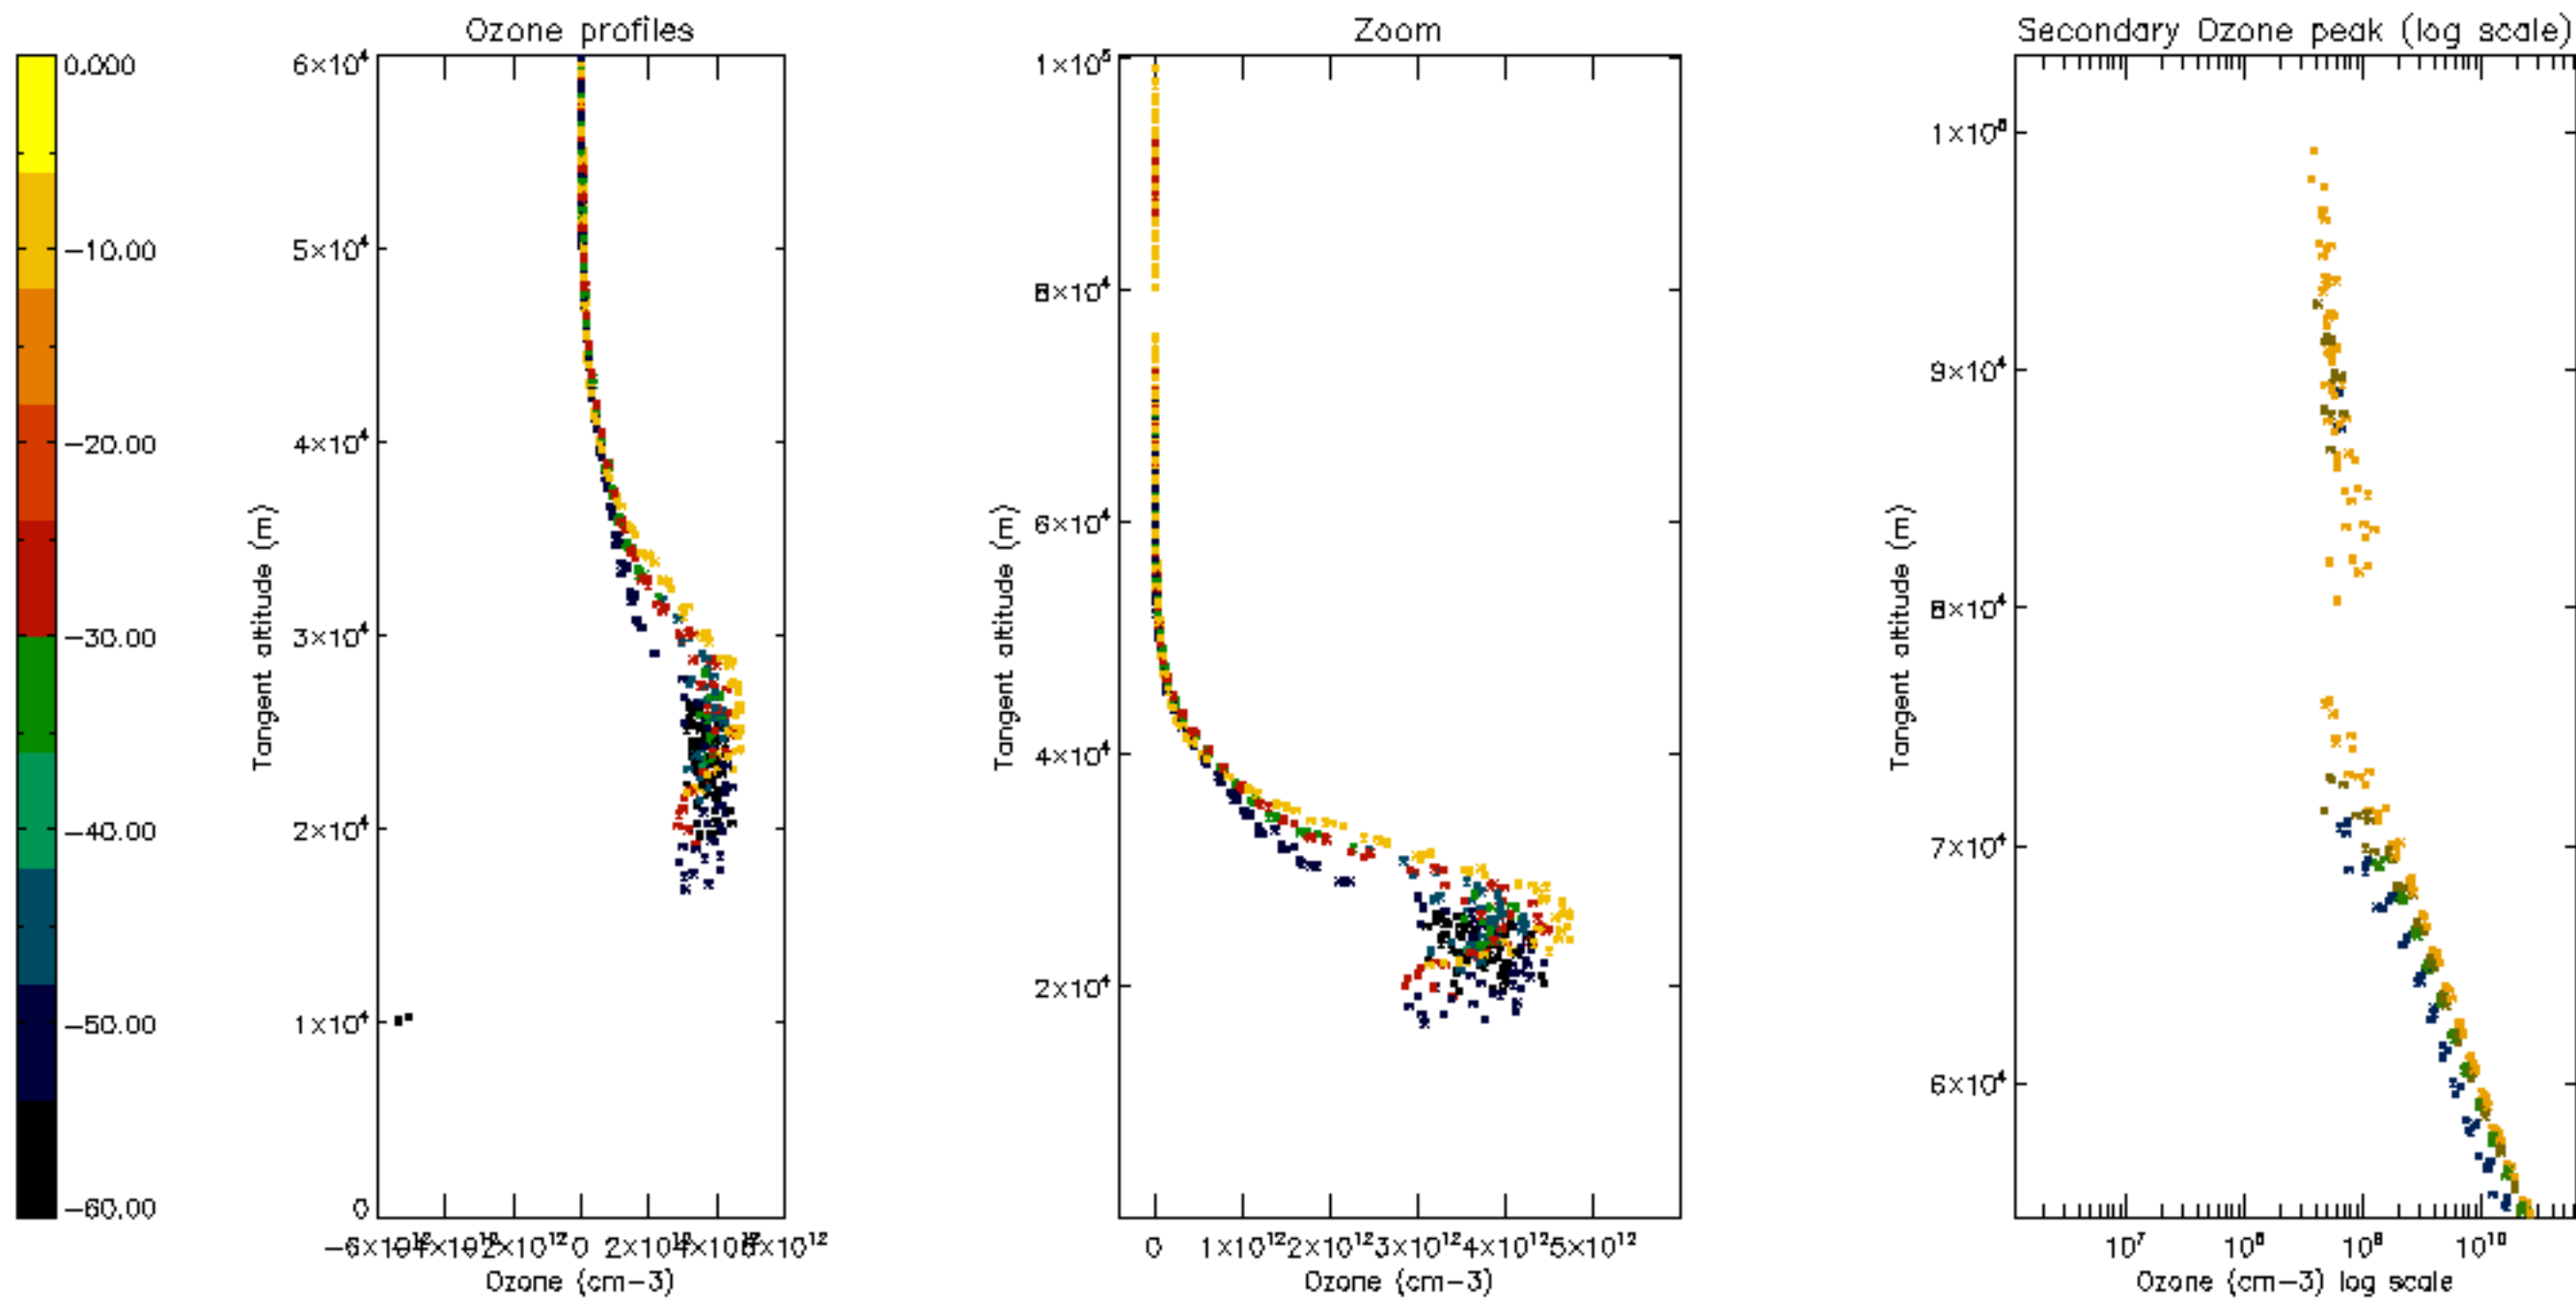 Ozone profiles
Zoom
Secondary Ozone peak (log scale)
0.000
−10.00
−20.00
−30.00
−40.00
−50.00
−60.00
6×10⁴
5×10⁴
4×10⁴
3×10⁴
2×10⁴
1×10⁴
0
Tangent altitude (m)
0
2×10¹²
Ozone (cm−3)
1×10⁵
8×10⁴
6×10⁴
4×10⁴
2×10⁴
Tangent altitude (m)
0 1×10¹² 2×10¹² 3×10¹² 4×10¹² 5×10¹²
Ozone (cm−3)
9×10⁴
8×10⁴
7×10⁴
6×10⁴
Tangent altitude (m)
10⁷ 10⁸ 10⁹ 10¹⁰
Ozone (cm−3) log scale